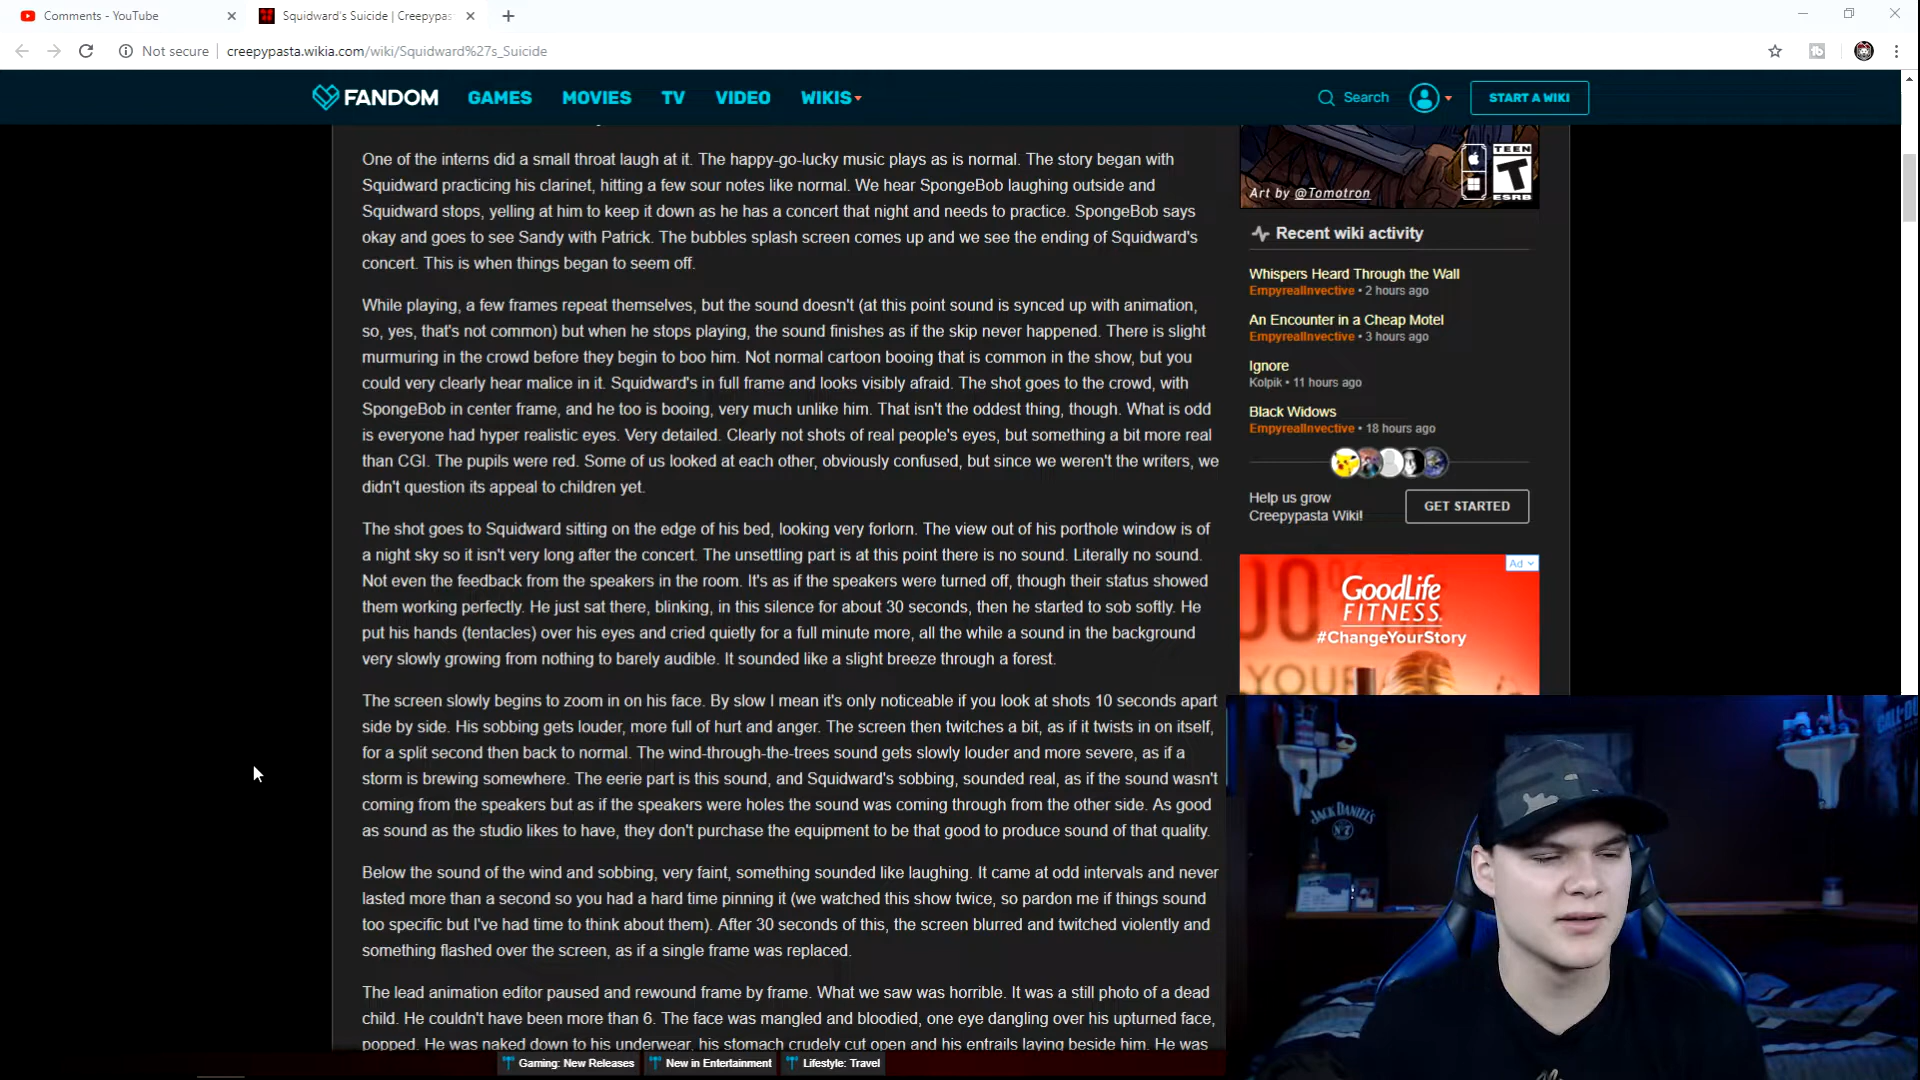 Comments - YouTube
Squidward's Suicide | Creepypas
Not secure
creepypasta.wikia.com/wiki/Squidward%27s_Suicide
FANDOM
GAMES
MOVIES
TV
VIDEO
WIKIS
Search
START A WIKI
One of the interns did a small throat laugh at it. The happy-go-lucky music plays as is normal. The story began with
Squidward practicing his clarinet, hitting a few sour notes like normal. We hear SpongeBob laughing outside and
Squidward stops, yelling at him to keep it down as he has a concert that night and needs to practice. SpongeBob says
okay and goes to see Sandy with Patrick. The bubbles splash screen comes up and we see the ending of Squidward's
concert. This is when things began to seem off.
While playing, a few frames repeat themselves, but the sound doesn't (at this point sound is synced up with animation,
so, yes, that's not common) but when he stops playing, the sound finishes as if the skip never happened. There is slight
murmuring in the crowd before they begin to boo him. Not normal cartoon booing that is common in the show, but you
could very clearly hear malice in it. Squidward's in full frame and looks visibly afraid. The shot goes to the crowd, with
SpongeBob in center frame, and he too is booing, very much unlike him. That isn't the oddest thing, though. What is odd
is everyone had hyper realistic eyes. Very detailed. Clearly not shots of real people's eyes, but something a bit more real
than CGI. The pupils were red. Some of us looked at each other, obviously confused, but since we weren't the writers, we
didn't question its appeal to children yet.
The shot goes to Squidward sitting on the edge of his bed, looking very forlorn. The view out of his porthole window is of
a night sky so it isn't very long after the concert. The unsettling part is at this point there is no sound. Literally no sound.
Not even the feedback from the speakers in the room. It's as if the speakers were turned off, though their status showed
them working perfectly. He just sat there, blinking, in this silence for about 30 seconds, then he started to sob softly. He
put his hands (tentacles) over his eyes and cried quietly for a full minute more, all the while a sound in the background
very slowly growing from nothing to barely audible. It sounded like a slight breeze through a forest.
The screen slowly begins to zoom in on his face. By slow I mean it's only noticeable if you look at shots 10 seconds apart
side by side. His sobbing gets louder, more full of hurt and anger. The screen then twitches a bit, as if it twists in on itself,
for a split second then back to normal. The wind-through-the-trees sound gets slowly louder and more severe, as if a
storm is brewing somewhere. The eerie part is this sound, and Squidward's sobbing, sounded real, as if the sound wasn't
coming from the speakers but as if the speakers were holes the sound was coming through from the other side. As good
as sound as the studio likes to have, they don't purchase the equipment to be that good to produce sound of that quality.
Below the sound of the wind and sobbing, very faint, something sounded like laughing. It came at odd intervals and never
lasted more than a second so you had a hard time pinning it (we watched this show twice, so pardon me if things sound
too specific but I've had time to think about them). After 30 seconds of this, the screen blurred and twitched violently and
something flashed over the screen, as if a single frame was replaced.
The lead animation editor paused and rewound frame by frame. What we saw was horrible. It was a still photo of a dead
child. He couldn't have been more than 6. The face was mangled and bloodied, one eye dangling over his upturned face,
popped. He was naked down to his underwear, his stomach crudely cut open and his entrails laying beside him. He was
Art by @Tomotron
TEEN
T
ESRB
Recent wiki activity
Whispers Heard Through the Wall
EmpyrealInvective • 2 hours ago
An Encounter in a Cheap Motel
EmpyrealInvective • 3 hours ago
Ignore
Kolpik • 11 hours ago
Black Widows
EmpyrealInvective • 18 hours ago
Help us grow
Creepypasta Wiki!
GET STARTED
Ad
GoodLife
FITNESS
#ChangeYourStory
JACK DANIEL'S
Gaming: New Releases
New in Entertainment
Lifestyle: Travel